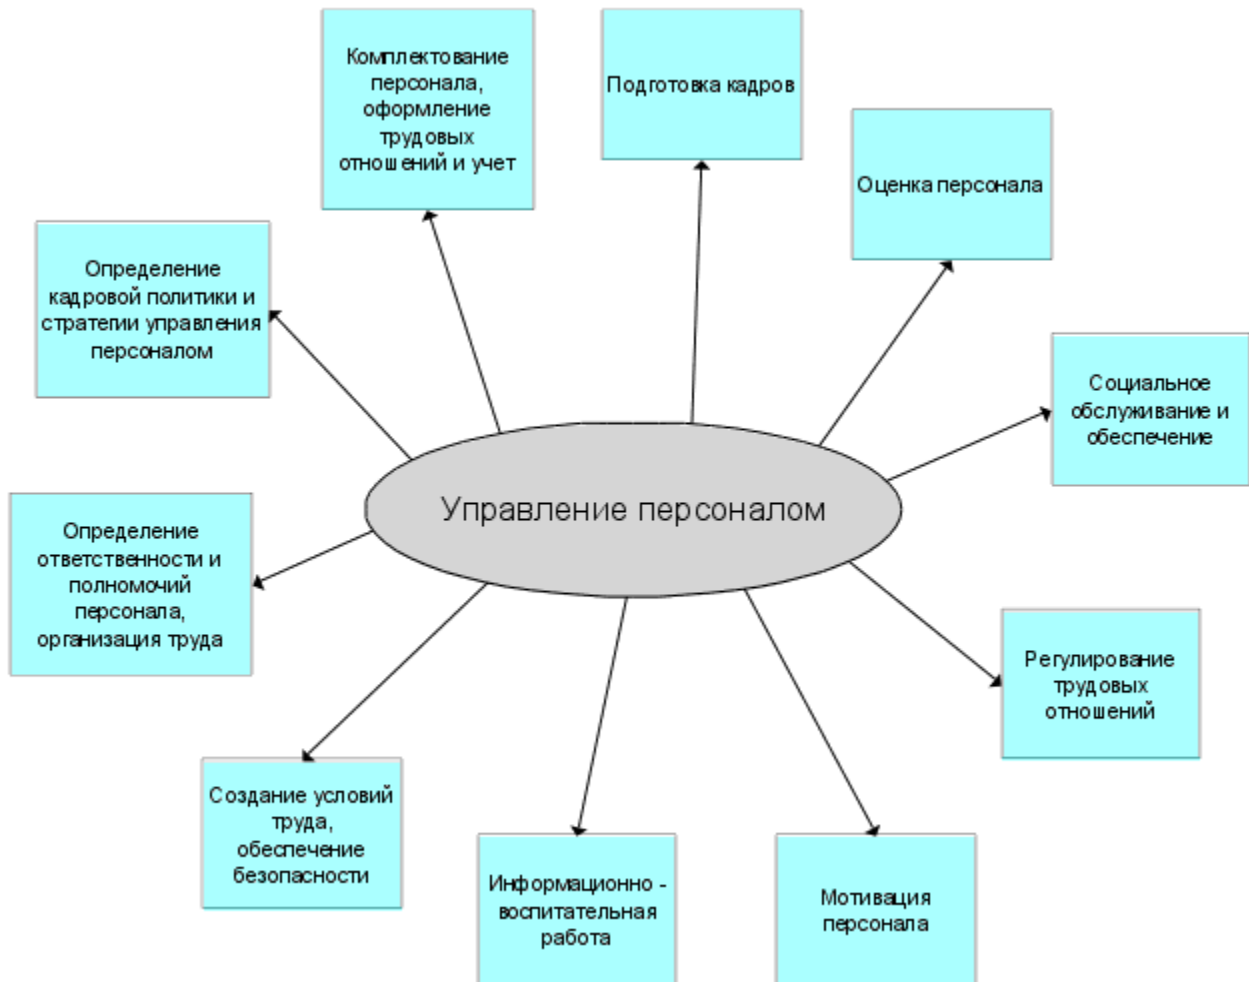 Комплектование
персонала,
оформление
трудовых
отношений и учет
Подготовка кадров
Оценка персонала
Определение
кадровой политики и
стратегии управления
персоналом
Социальное
обслуживание и
обеспечение
Управление персоналом
Определение
ответственности и
полномочий
персонала,
организация труда
Регулирование
трудовых
отношений
Создание условий
труда,
обеспечение
безопасности
Информационно -
воспитательная
работа
Мотивация
персонала